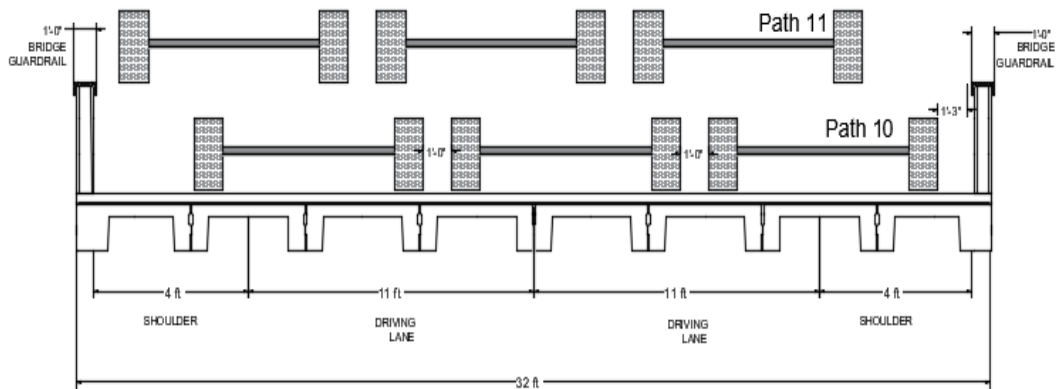 Path 11
1'-0"
BRIDGE
GUARDRAIL
1'-0"
BRIDGE
GUARDRAIL
1'-3"
Path 10
1'-0"
1'-0"
4 ft
11 ft
11 ft
4 ft
SHOULDER
DRIVING
LANE
DRIVING
LANE
SHOULDER
32 ft